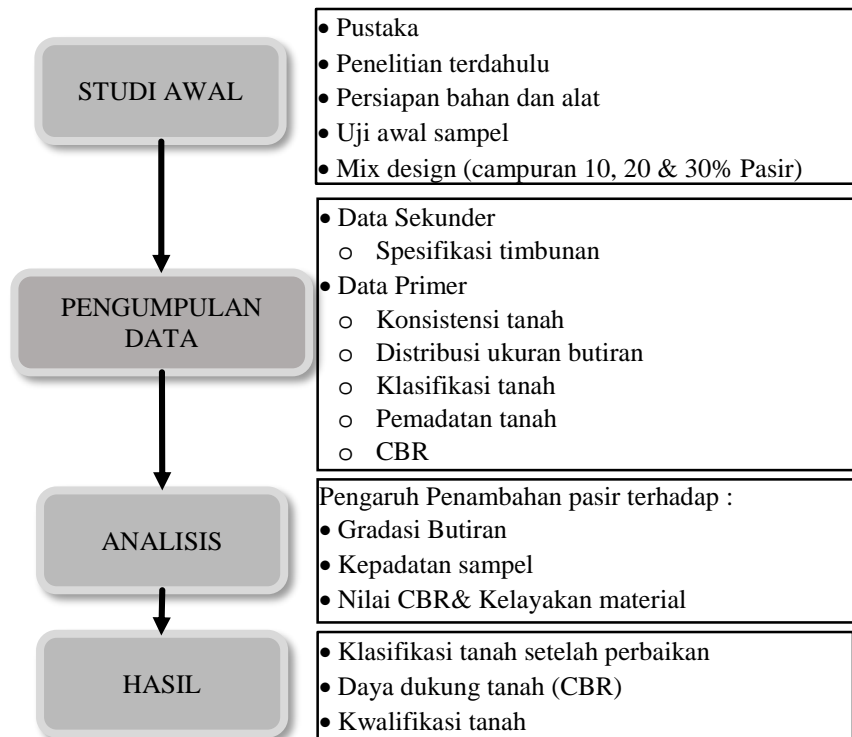 STUDI AWAL
• Pustaka
• Penelitian terdahulu
• Persiapan bahan dan alat
• Uji awal sampel
• Mix design (campuran 10, 20 & 30% Pasir)
PENGUMPULAN
DATA
• Data Sekunder
o Spesifikasi timbunan
• Data Primer
o Konsistensi tanah
o Distribusi ukuran butiran
o Klasifikasi tanah
o Pemadatan tanah
o CBR
ANALISIS
Pengaruh Penambahan pasir terhadap :
• Gradasi Butiran
• Kepadatan sampel
• Nilai CBR& Kelayakan material
HASIL
• Klasifikasi tanah setelah perbaikan
• Daya dukung tanah (CBR)
• Kwalifikasi tanah